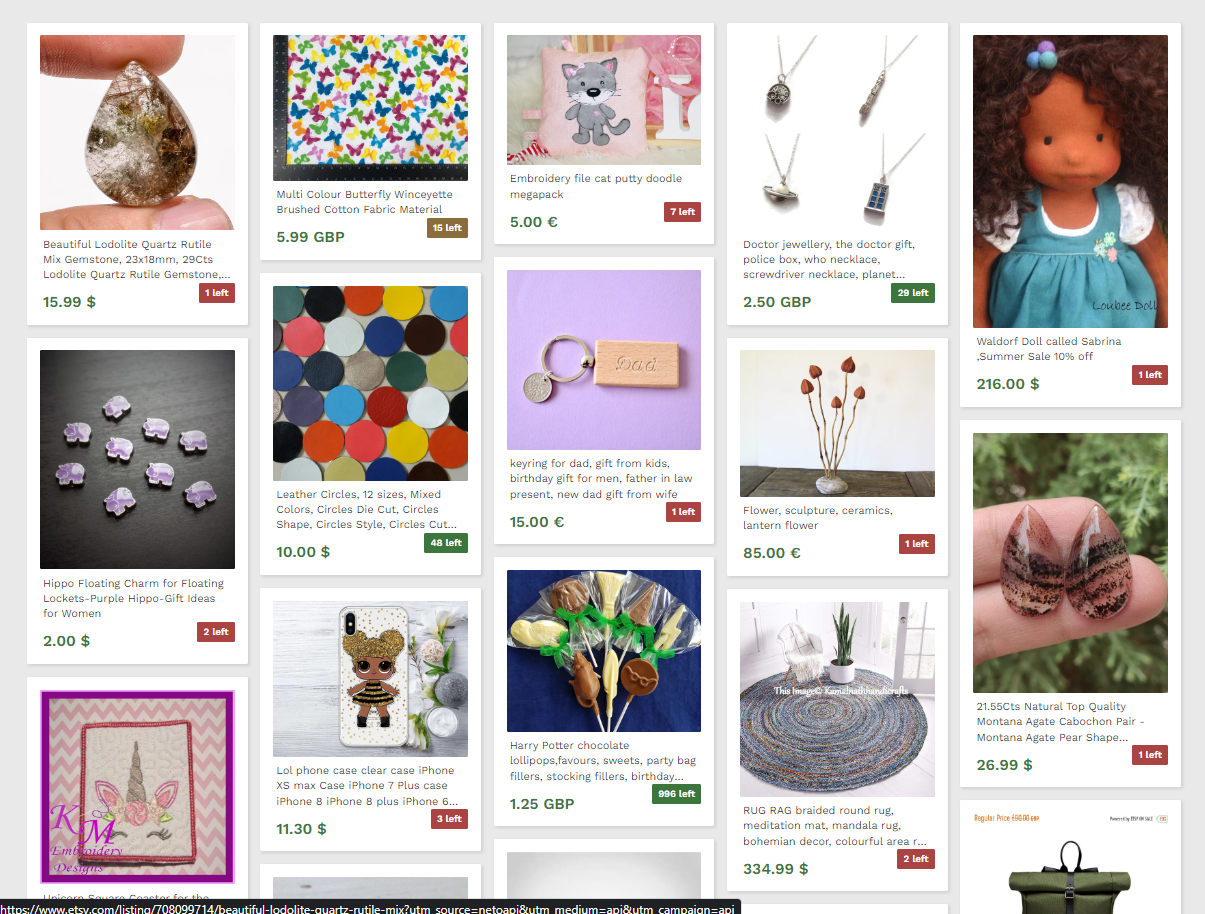 Beautiful Lodolite Quartz Rutile
Mix Gemstone, 23x18mm, 29Cts
Lodolite Quartz Rutile Gemstone,...
15.99 $
1 left
Hippo Floating Charm for Floating
Lockets-Purple Hippo-Gift Ideas
for Women
2.00 $
2 left
KM
Embroidery
Designs
Unicorn Square Coaster for the
Multi Colour Butterfly Winceyette
Brushed Cotton Fabric Material
5.99 GBP
15 left
Leather Circles, 12 sizes, Mixed
Colors, Circles Die Cut, Circles
Shape, Circles Style, Circles Cut...
10.00 $
48 left
Lol phone case clear case iPhone
XS max Case iPhone 7 Plus case
iPhone 8 iPhone 8 plus iPhone 6...
11.30 $
3 left
Embroidery file cat putty doodle
megapack
5.00 €
7 left
Dad
keyring for dad, gift from kids,
birthday gift for men, father in law
present, new dad gift from wife
15.00 €
1 left
Harry Potter chocolate
lollipops,favours, sweets, party bag
fillers, stocking fillers, birthday...
1.25 GBP
996 left
Doctor jewellery, the doctor gift,
police box, who necklace,
screwdriver necklace, planet...
2.50 GBP
29 left
Flower, sculpture, ceramics,
lantern flower
85.00 €
1 left
This Image© Kamalnathhandicrafts
RUG RAG braided round rug,
meditation mat, mandala rug,
bohemian decor, colourful area r...
334.99 $
2 left
Loubee Doll
Waldorf Doll called Sabrina
,Summer Sale 10% off
216.00 $
1 left
21.55Cts Natural Top Quality
Montana Agate Cabochon Pair -
Montana Agate Pear Shape...
26.99 $
1 left
Regular Price £90.00 GBP
Powered by ETSY ON SALE
https://www.etsy.com/listing/708099714/beautiful-lodolite-quartz-rutile-mix?utm_source=netoapi&utm_medium=api&utm_campaign=api